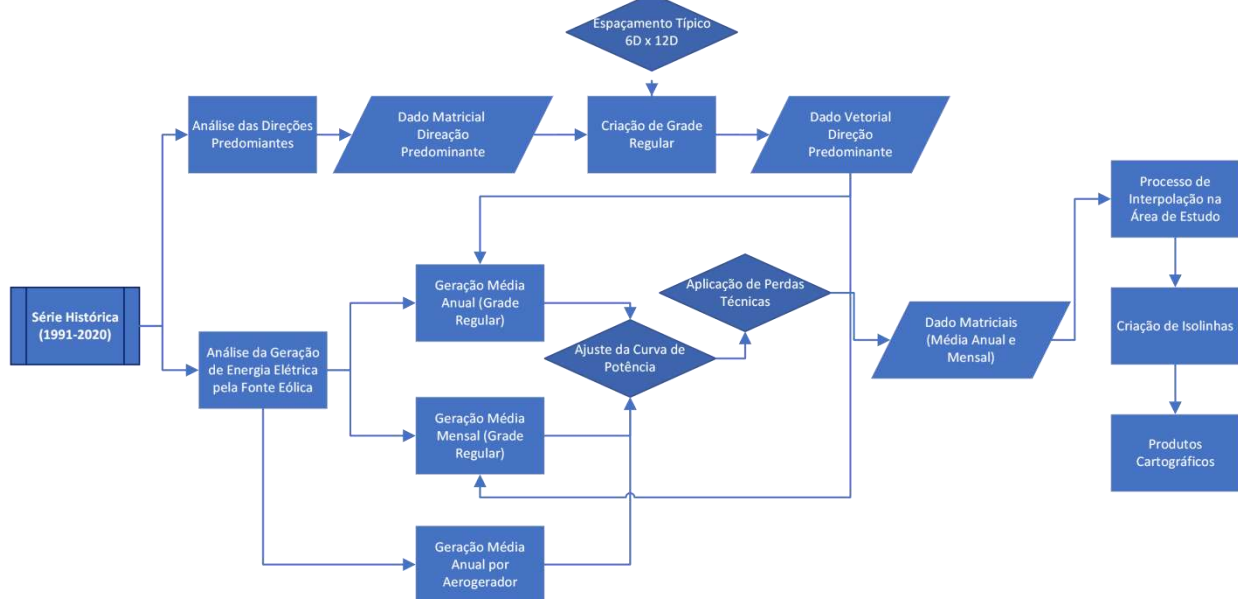 Espaçamento Típico
6D x 12D
Análise das Direções
Predomiantes
Dado Matricial
Direação
Predominante
Criação de Grade
Regular
Dado Vetorial
Direção
Predominante
Série Histórica
(1991-2020)
Análise da Geração
de Energia Elétrica
pela Fonte Eólica
Geração Média
Anual (Grade
Regular)
Geração Média
Mensal (Grade
Regular)
Geração Média
Anual por
Aerogerador
Ajuste da Curva de
Potência
Aplicação de Perdas
Técnicas
Dado Matriciais
(Média Anual e
Mensal)
Processo de
Interpolação na
Área de Estudo
Criação de Isolinhas
Produtos
Cartográficos